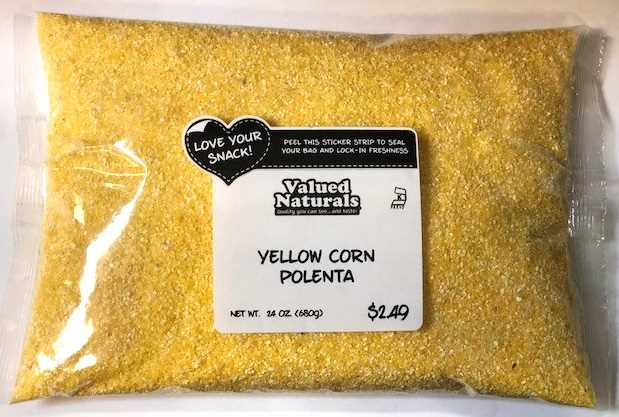 LOVE YOUR
SNACK!
PEEL THIS STICKER STRIP TO SEAL
YOUR BAG AND LOCK-IN FRESHNESS
Valued
Naturals
Quality you can see...and taste
YELLOW CORN
POLENTA
NET WT. 24 OZ. (680g) $2.49